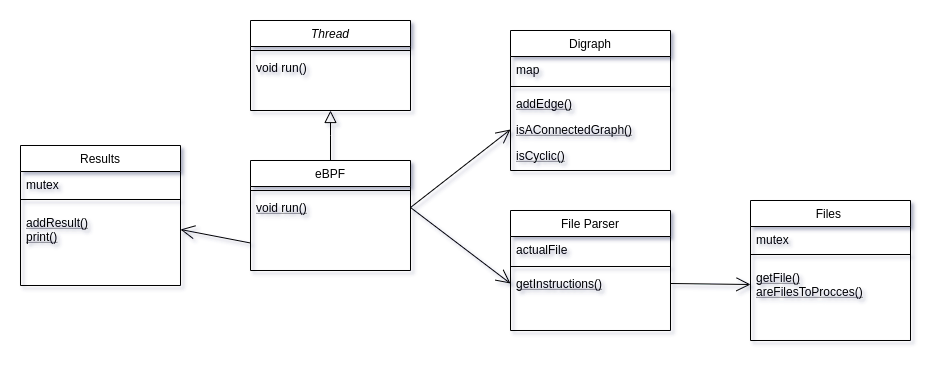 Thread
void run()
Digraph
map
addEdge()
isAConnectedGraph()
isCyclic()
Results
mutex
addResult()
print()
eBPF
void run()
File Parser
actualFile
getInstructions()
Files
mutex
getFile()
areFilesToProcces()